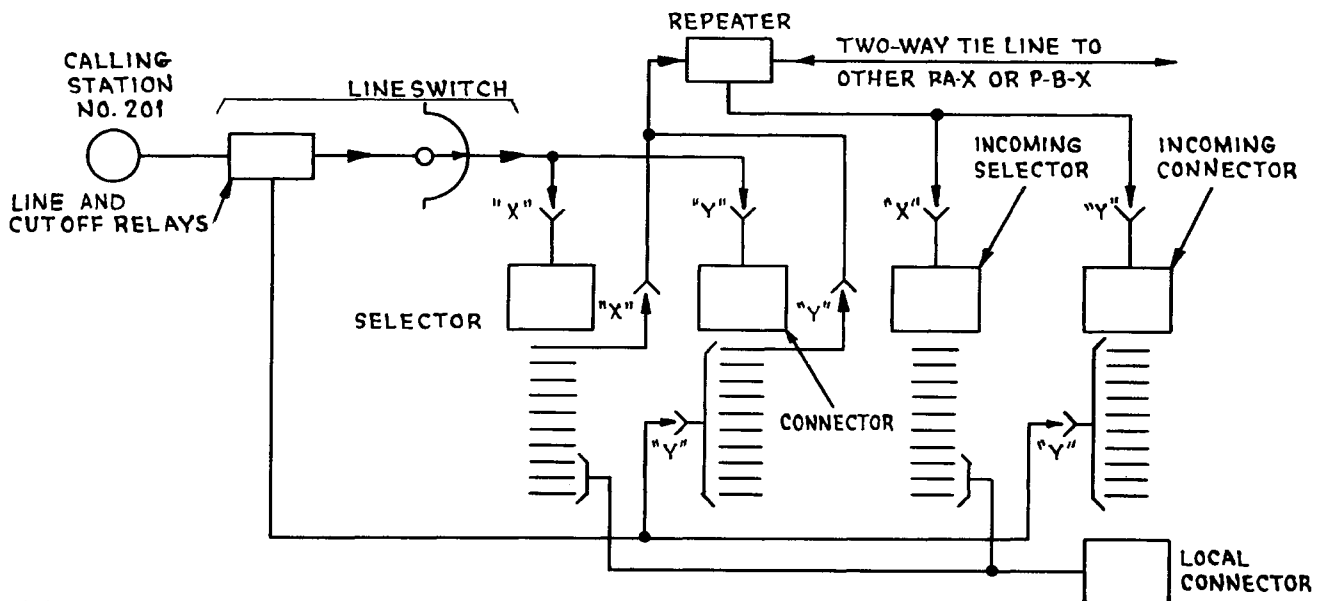 REPEATER
TWO-WAY TIE LINE TO
OTHER RA-X OR P-B-X
CALLING
STATION
NO. 201
LINESWITCH
LINE AND
CUTOFF RELAYS
INCOMING
SELECTOR
INCOMING
CONNECTOR
"X"
"Y"
"X"
"Y"
SELECTOR
"X"
"Y"
CONNECTOR
"Y"
"Y"
LOCAL
CONNECTOR